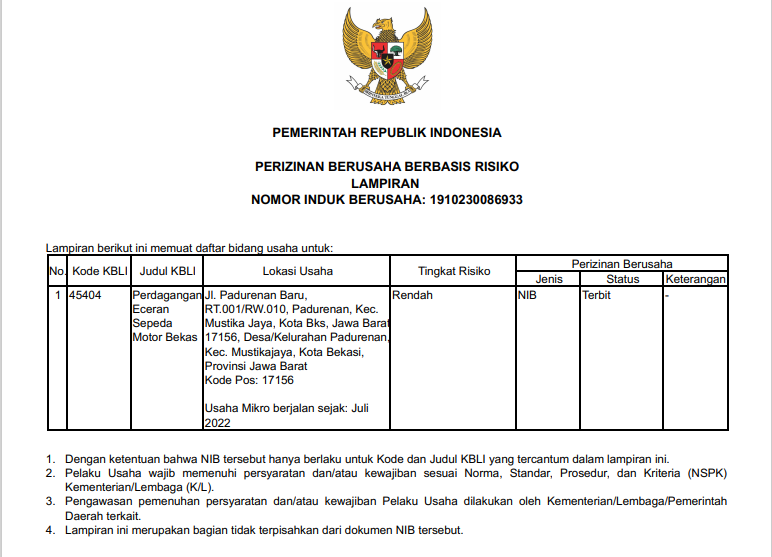 PEMERINTAH REPUBLIK INDONESIA
PERIZINAN BERUSAHA BERBASIS RISIKO
LAMPIRAN
NOMOR INDUK BERUSAHA: 1910230086933
Lampiran berikut ini memuat daftar bidang usaha untuk:
No. Kode KBLI Judul KBLI Lokasi Usaha Tingkat Risiko Perizinan Berusaha
Jenis Status Keterangan
1 45404 Perdagangan Jl. Padurenan Baru, Rendah NIB Terbit -
Eceran RT.001/RW.010, Padurenan, Kec.
Sepeda Mustika Jaya, Kota Bks, Jawa Barat
Motor Bekas 17156, Desa/Kelurahan Padurenan,
Kec. Mustikajaya, Kota Bekasi,
Provinsi Jawa Barat
Kode Pos: 17156
Usaha Mikro berjalan sejak: Juli
2022
1. Dengan ketentuan bahwa NIB tersebut hanya berlaku untuk Kode dan Judul KBLI yang tercantum dalam lampiran ini.
2. Pelaku Usaha wajib memenuhi persyaratan dan/atau kewajiban sesuai Norma, Standar, Prosedur, dan Kriteria (NSPK)
Kementerian/Lembaga (K/L).
3. Pengawasan pemenuhan persyaratan dan/atau kewajiban Pelaku Usaha dilakukan oleh Kementerian/Lembaga/Pemerintah
Daerah terkait.
4. Lampiran ini merupakan bagian tidak terpisahkan dari dokumen NIB tersebut.